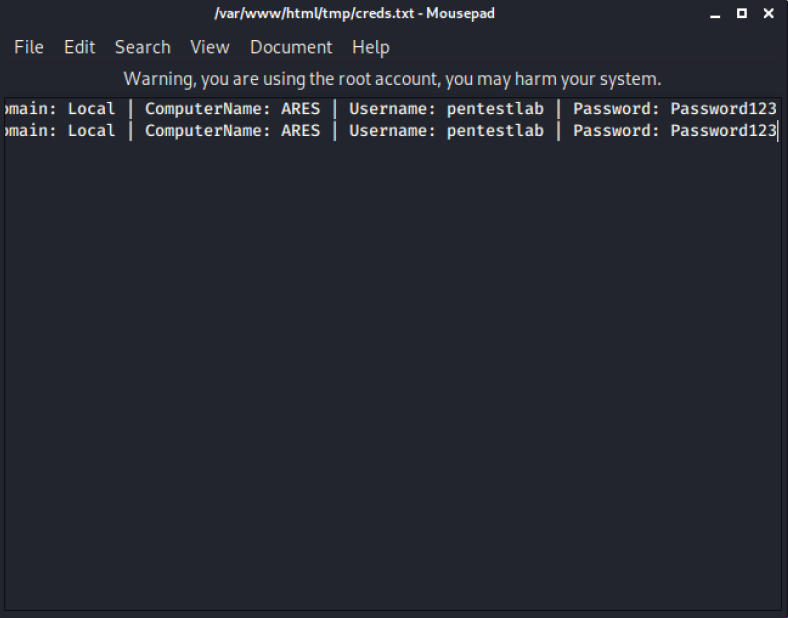 /var/www/html/tmp/creds.txt - Mousepad
File Edit Search View Document Help
Warning, you are using the root account, you may harm your system.
omain: Local | ComputerName: ARES | Username: pentestlab | Password: Password123
omain: Local | ComputerName: ARES | Username: pentestlab | Password: Password123